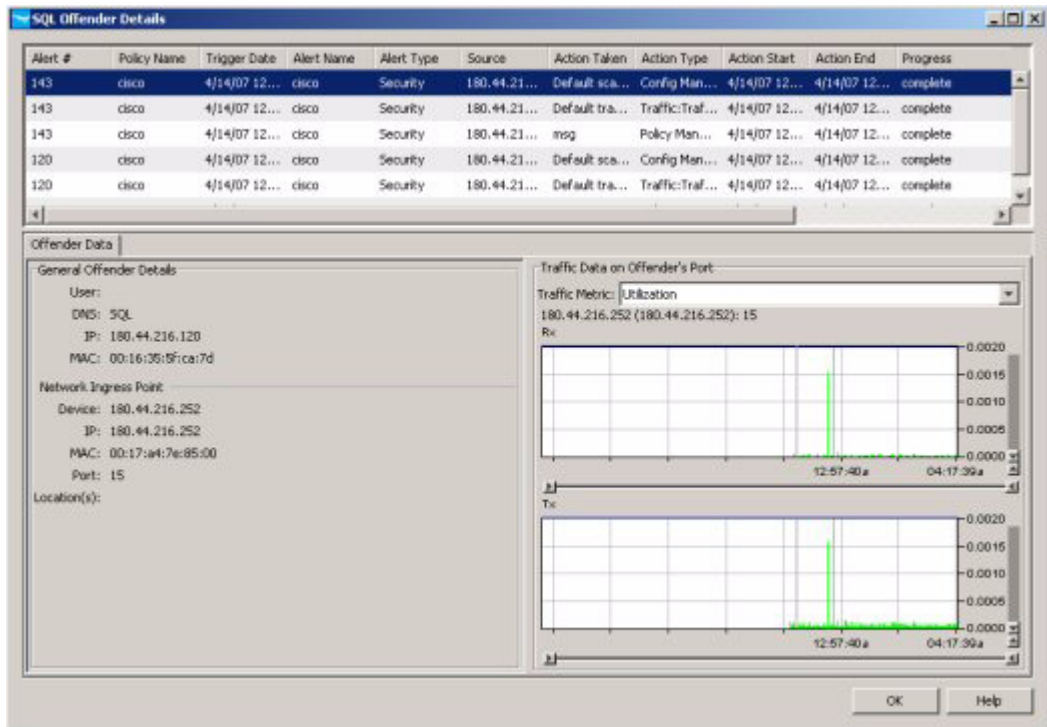 SQL Offender Details
Alert # Policy Name Trigger Date Alert Name Alert Type Source Action Taken Action Type Action Start Action End Progress
143 cisco 4/14/07 12... cisco Security 180.44.21... Default sca... Config Man... 4/14/07 12... 4/14/07 12... complete
143 cisco 4/14/07 12... cisco Security 180.44.21... Default tra... Traffic:Traf... 4/14/07 12... 4/14/07 12... complete
143 cisco 4/14/07 12... cisco Security 180.44.21... msg Policy Man... 4/14/07 12... 4/14/07 12... complete
120 cisco 4/14/07 12... cisco Security 180.44.21... Default sca... Config Man... 4/14/07 12... 4/14/07 12... complete
120 cisco 4/14/07 12... cisco Security 180.44.21... Default tra... Traffic:Traf... 4/14/07 12... 4/14/07 12... complete
Offender Data
General Offender Details
User:
DNS: SQL
IP: 180.44.216.120
MAC: 00:16:35:5f:ca:7d
Network Ingress Point
Device: 180.44.216.252
IP: 180.44.216.252
MAC: 00:17:a4:7e:85:00
Port: 15
Location(s):
Traffic Data on Offender's Port
Traffic Metric: Utilization
180.44.216.252 (180.44.216.252): 15
Rx
0.0020
0.0015
0.0010
0.0005
0.0000
12:57:40a 04:17:39a
Tx
0.0020
0.0015
0.0010
0.0005
0.0000
12:57:40a 04:17:39a
OK Help